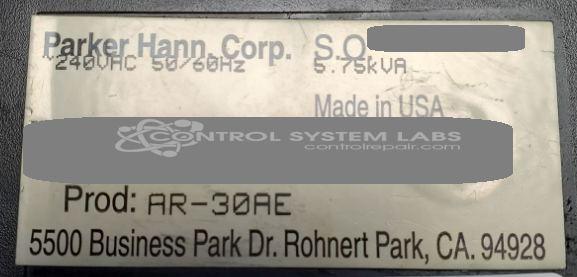 Parker Hann. Corp. S.O.
240VAC 50/60Hz 5.75kVA
Made in USA
CONTROL SYSTEM LABS
controlrepair.com
Prod: AR-30AE
5500 Business Park Dr. Rohnert Park, CA. 94928